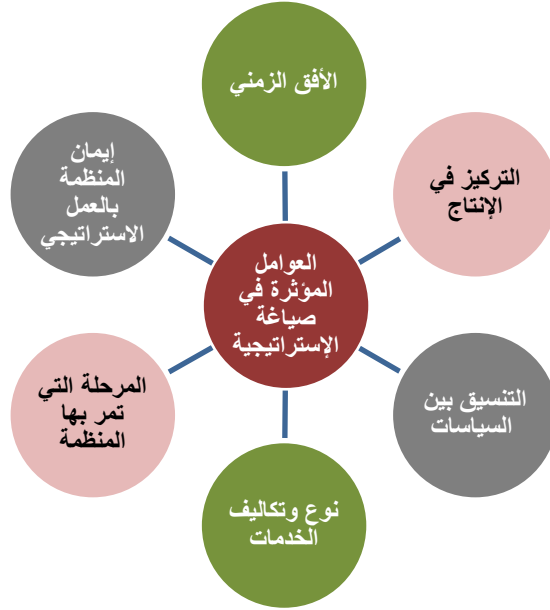 الأفق الزمني
التركيز في
الإنتاج
التنسيق بين
السياسات
نوع وتكاليف
الخدمات
المرحلة التي
تمر بها
المنظمة
إيمان
المنظمة
بالعمل
الاستراتيجي
العوامل
المؤثرة في
صياغة
الإستراتيجية